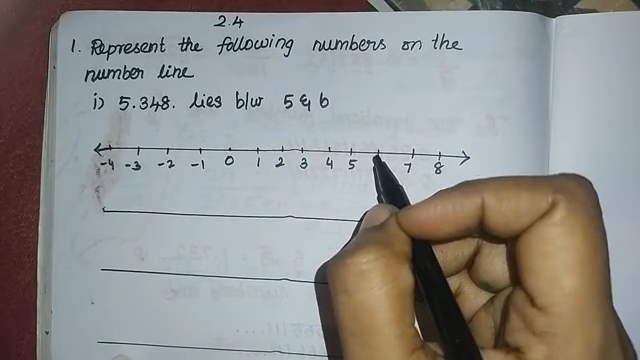 2.4
1. Represent the following numbers on the
number line
i) 5.348. lies b/w 5 & 6
-4 -3 -2 -1 0 1 2 3 4 5 7 8